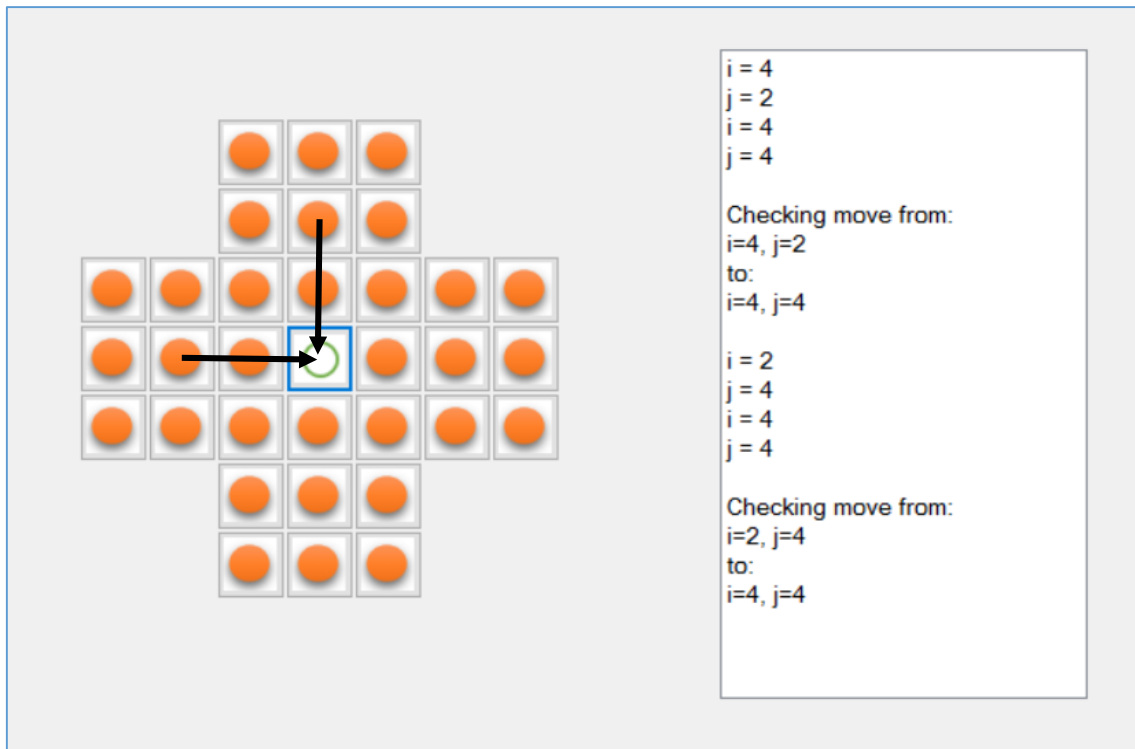 i = 4
j = 2
i = 4
j = 4
Checking move from:
i=4, j=2
to:
i=4, j=4
i = 2
j = 4
i = 4
j = 4
Checking move from:
i=2, j=4
to:
i=4, j=4